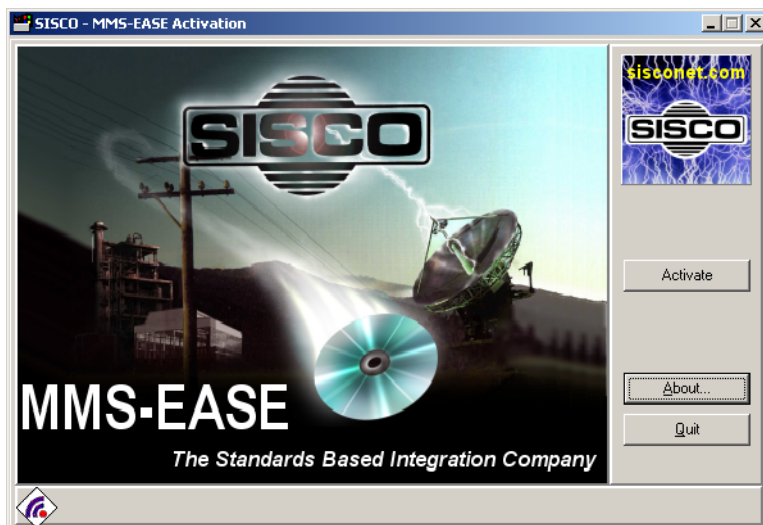 SISCO - MMS-EASE Activation
SISCO
sisconet.com
SISCO
Activate
MMS-EASE
About...
Quit
The Standards Based Integration Company